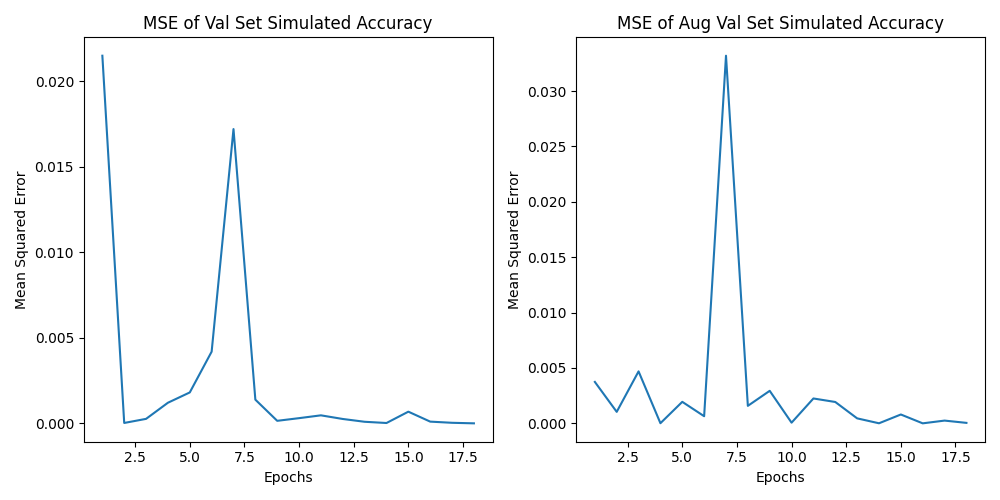 MSE of Val Set Simulated Accuracy
Mean Squared Error
0.020
0.015
0.010
0.005
0.000
2.5 5.0 7.5 10.0 12.5 15.0 17.5
Epochs
MSE of Aug Val Set Simulated Accuracy
Mean Squared Error
0.030
0.025
0.020
0.015
0.010
0.005
0.000
2.5 5.0 7.5 10.0 12.5 15.0 17.5
Epochs